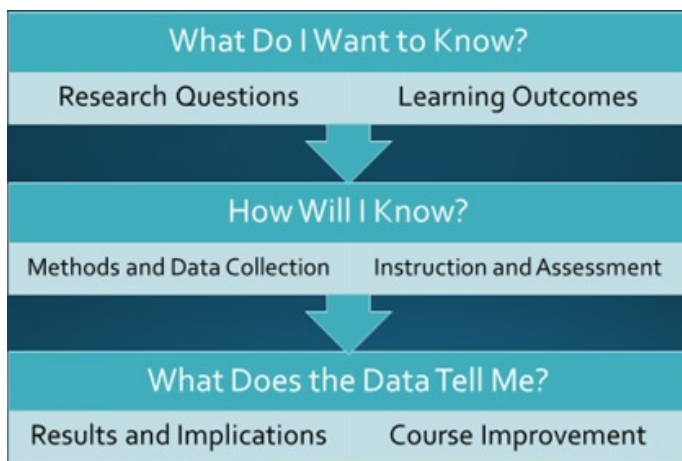 What Do I Want to Know?
Research Questions Learning Outcomes
How Will I Know?
Methods and Data Collection Instruction and Assessment
What Does the Data Tell Me?
Results and Implications Course Improvement